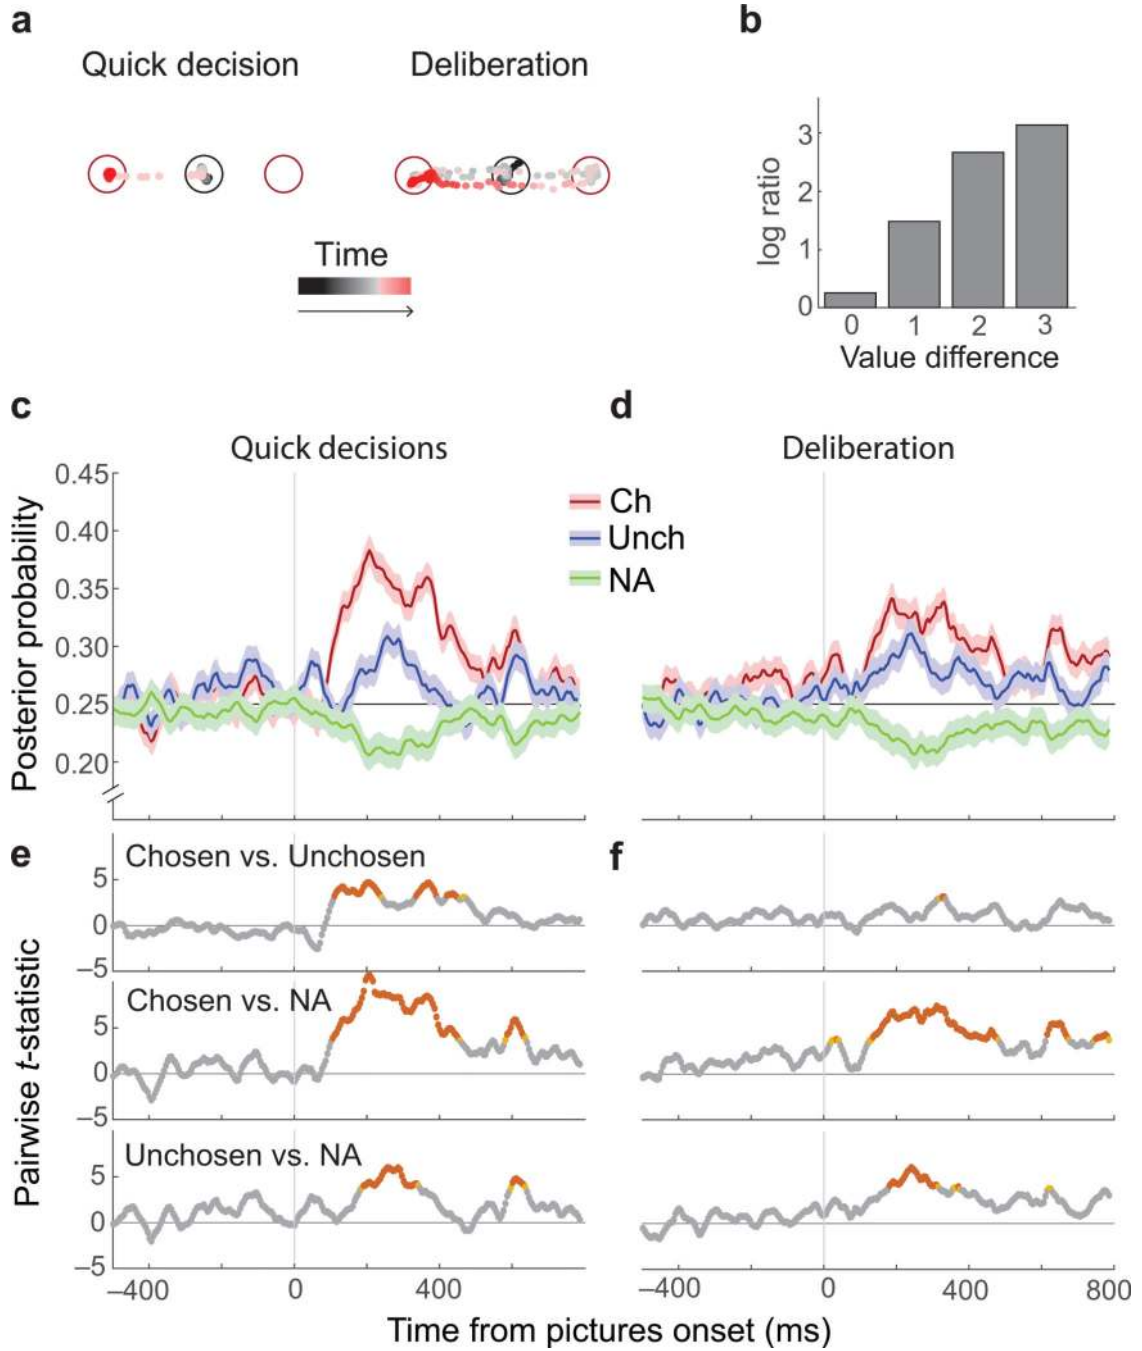 a
Quick decision
Deliberation
Time
b
log ratio
3
2
1
0
0 1 2 3
Value difference
c
Quick decisions
Posterior probability
0.45
0.40
0.35
0.30
0.25
0.20
d
Deliberation
Ch
Unch
NA
e
Chosen vs. Unchosen
5
0
−5
Chosen vs. NA
5
0
−5
Unchosen vs. NA
5
0
−5
Pairwise t-statistic
f
−400 0 400
−400 0 400 800
Time from pictures onset (ms)